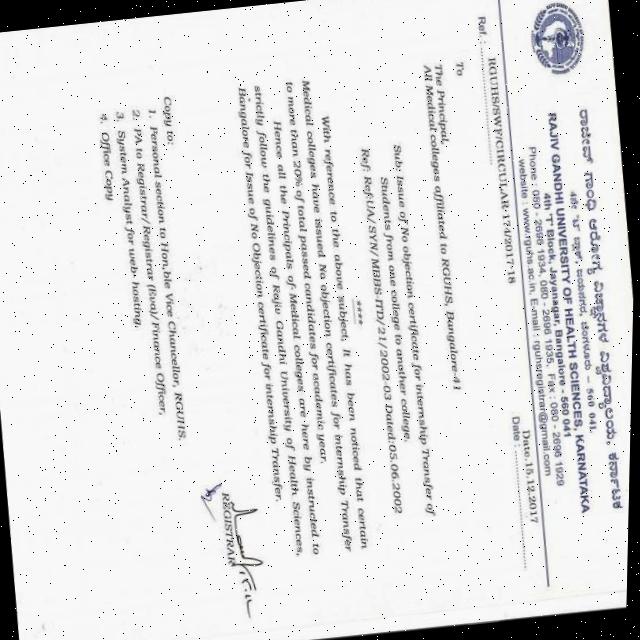 ರಾಜೀವ್ ಗಾಂಧಿ ಆರೋಗ್ಯ ವಿಜ್ಞಾನಗಳ ವಿಶ್ವವಿದ್ಯಾಲಯ, ಕರ್ನಾಟಕ
4ನೇ 'ಟಿ' ಬ್ಲಾಕ್, ಜಯನಗರ, ಬೆಂಗಳೂರು – 560 041.
RAJIV GANDHI UNIVERSITY OF HEALTH SCIENCES, KARNATAKA
4th 'T' Block, Jayanagar, Bangalore - 560 041
Phone : 080 - 2696 1934, 080 - 2696 1935, Fax : 080 - 2696 1929
website : www.rguhs.ac.in, E-mail : rguhsregistrar@gmail.com
RGUHS/SWF/CIRCULAR-174/2017-18 Date.15.12.2017
Ref. : Date :
To
The Principal,
All Medical colleges affiliated to RGUHS, Bangalore-41
Sub: Issue of No objection certificate for internship Transfer of
Students from one college to another college.
Ref: Ref:UA/SYN/MBBS-ITD/21/2002-03 Dated:05.06.2002
****
With reference to the above subject, It has been noticed that certain
Medical colleges have issued No objection certificates for internship Transfer
to more than 20% of total passed candidates for academic year.
Hence all the Principals of Medical colleges are here by instructed to
strictly follow the guidelines of Rajiv Gandhi University of Health Sciences,
Bangalore for Issue of No Objection certificate for internship Transfer.
REGISTRAR
Copy to:
1. Personal section to Hon,ble Vice Chancellor, RGUHS.
2. PA to Registrar/Registrar (Eva)/Finance Officer,
3. System Analyst for web- hosting.
4. Office Copy